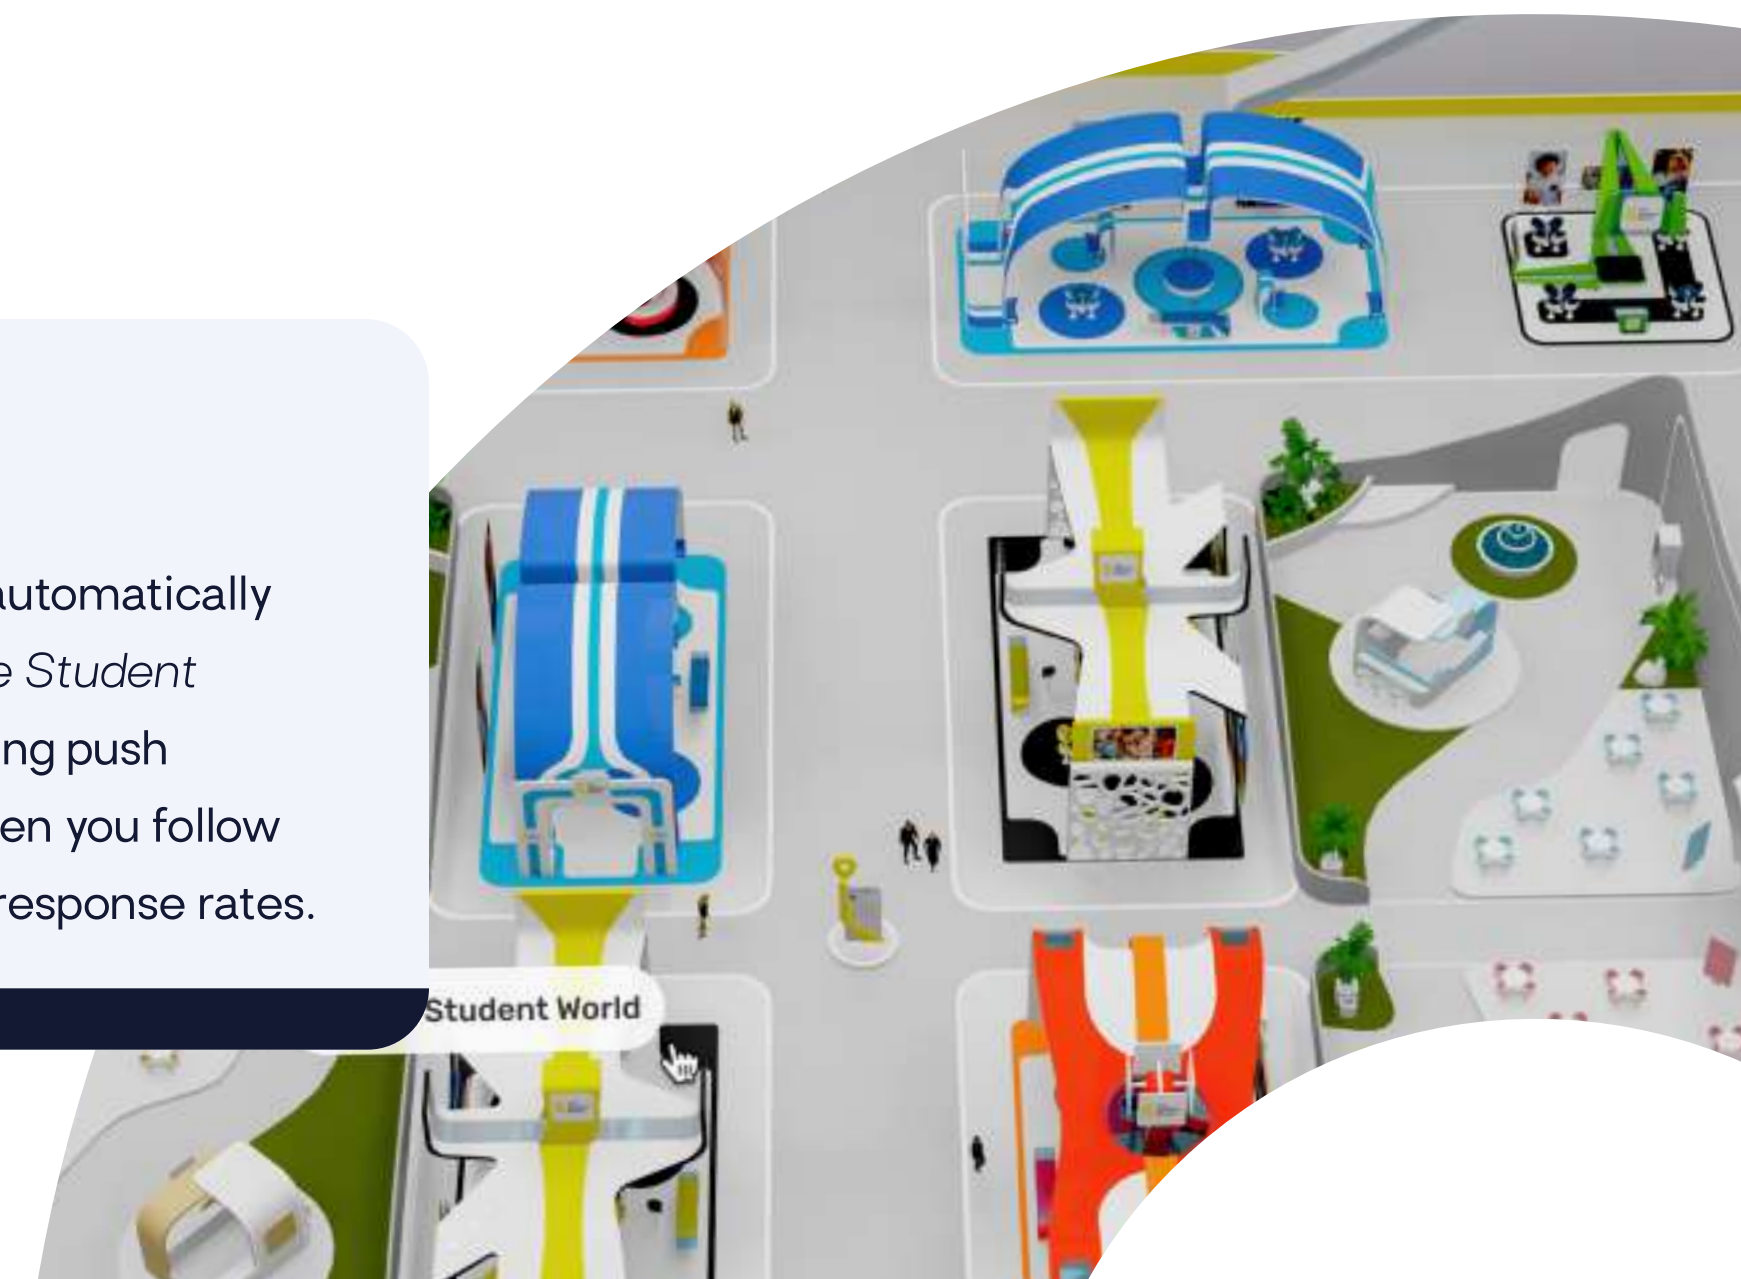 automatically
e Student
ng push
en you follow
response rates.
Student World